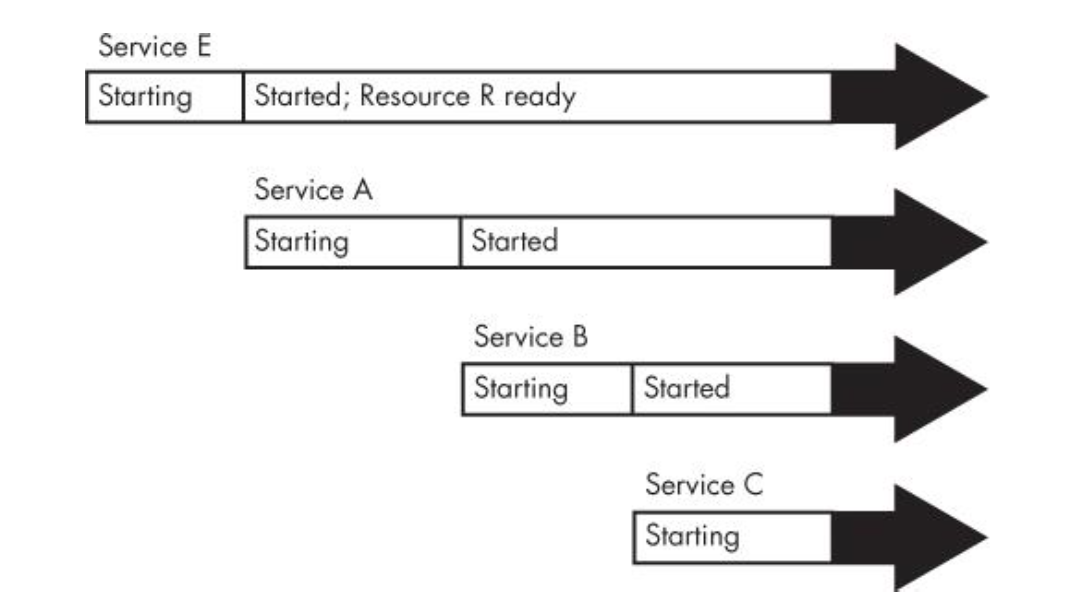 Service E
Starting
Started; Resource R ready
Service A
Starting
Started
Service B
Starting
Started
Service C
Starting